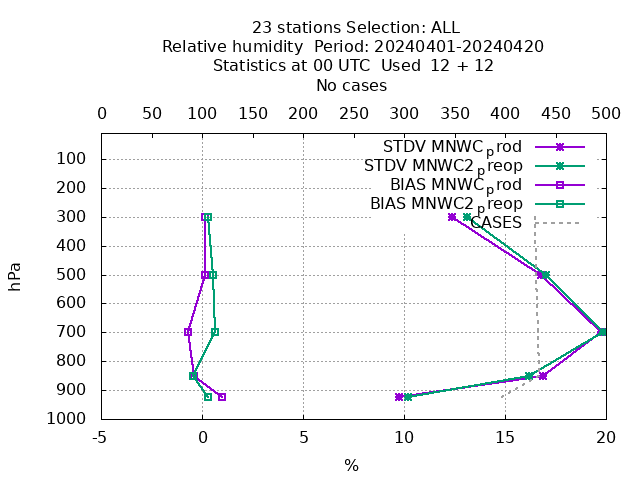 23 stations Selection: ALL
Relative humidity  Period: 20240401-20240420
Statistics at 00 UTC  Used  12 + 12
No cases
0 50 100 150 200 250 300 350 400 450 500
STDV MNWC_prod
STDV MNWC2_preop
BIAS MNWC_prod
BIAS MNWC2_preop
CASES
100
200
300
400
500
600
700
800
900
1000
hPa
-5 0 5 10 15 20
%